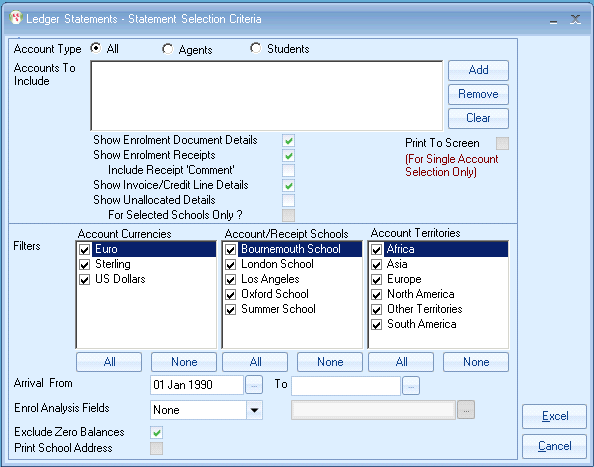 Ledger Statements - Statement Selection Criteria
Account Type All Agents Students
Accounts To Include
Add
Remove
Clear
Show Enrolment Document Details
Show Enrolment Receipts
Include Receipt 'Comment'
Show Invoice/Credit Line Details
Show Unallocated Details
For Selected Schools Only ?
Print To Screen
(For Single Account
Selection Only)
Filters
Account Currencies
Euro
Sterling
US Dollars
All None
Account/Receipt Schools
Bournemouth School
London School
Los Angeles
Oxford School
Summer School
All None
Account Territories
Africa
Asia
Europe
North America
Other Territories
South America
All None
Arrival From 01 Jan 1990 ... To ...
Enrol Analysis Fields None ...
Exclude Zero Balances
Print School Address
Excel
Cancel